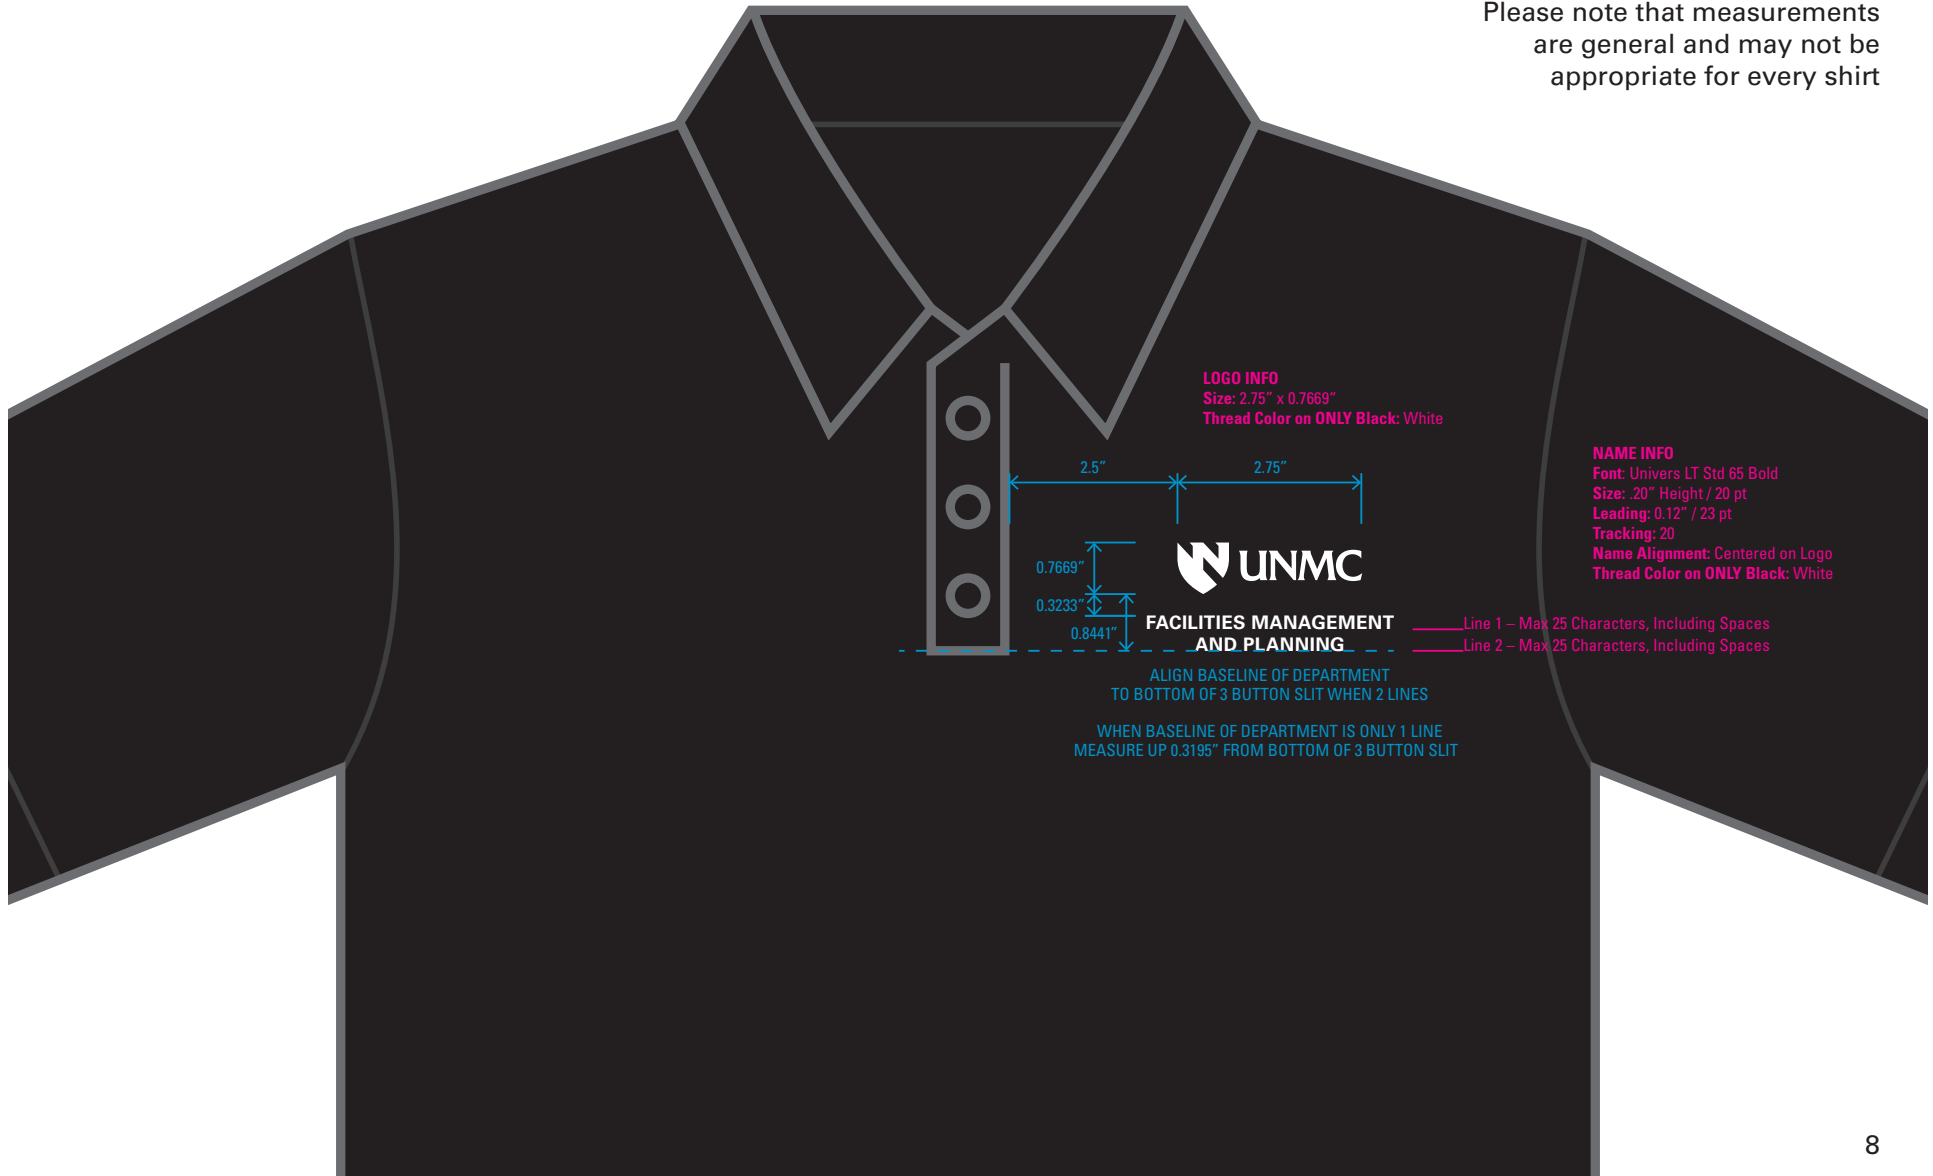 Please note that measurements
are general and may not be
appropriate for every shirt
LOGO INFO
Size: 2.75” x 0.7669”
Thread Color on ONLY Black: White
NAME INFO
Font: Univers LT Std 65 Bold
Size: .20” Height / 20 pt
Leading: 0.12” / 23 pt
Tracking: 20
Name Alignment: Centered on Logo
Thread Color on ONLY Black: White
2.5”
2.75”
0.7669”
UNMC
0.3233”
0.8441”
FACILITIES MANAGEMENT
AND PLANNING
Line 1 – Max 25 Characters, Including Spaces
Line 2 – Max 25 Characters, Including Spaces
ALIGN BASELINE OF DEPARTMENT
TO BOTTOM OF 3 BUTTON SLIT WHEN 2 LINES
WHEN BASELINE OF DEPARTMENT IS ONLY 1 LINE
MEASURE UP 0.3195” FROM BOTTOM OF 3 BUTTON SLIT
8